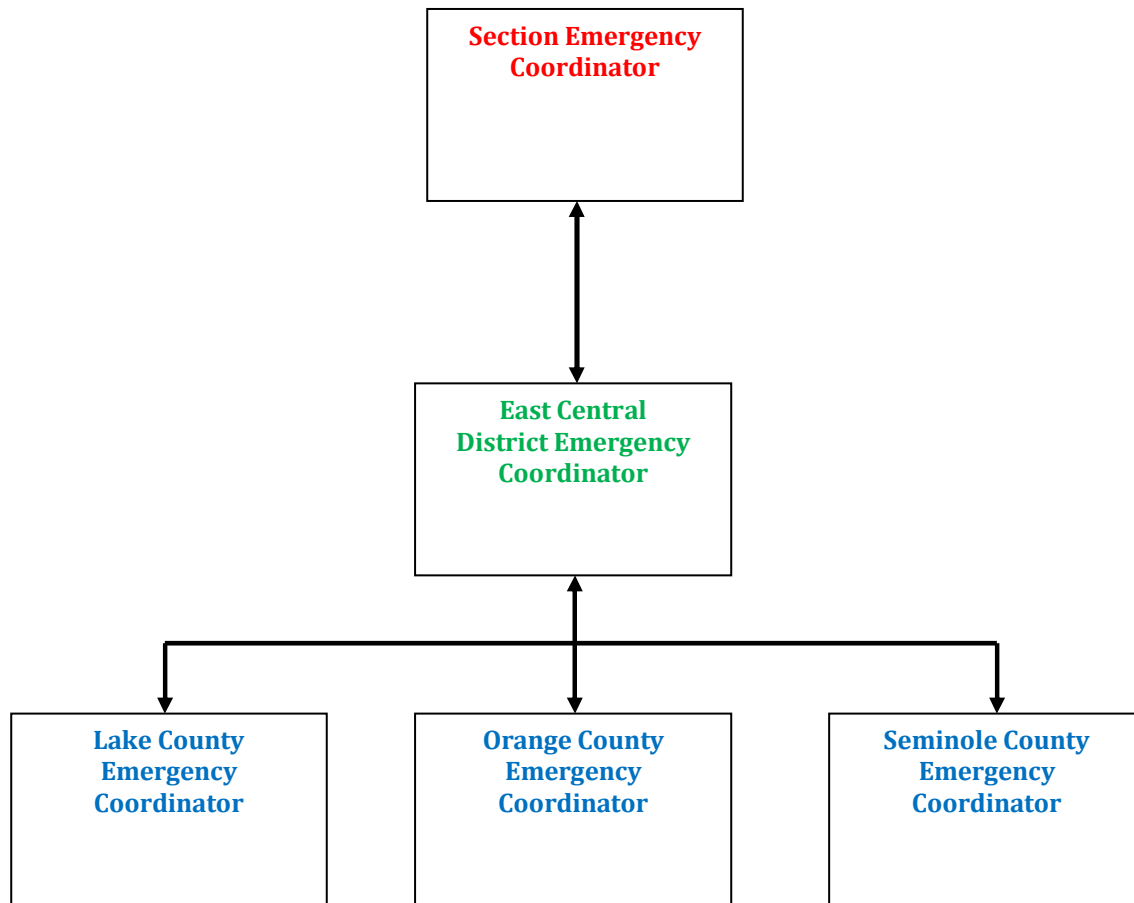 Section Emergency
Coordinator
East Central
District Emergency
Coordinator
Lake County
Emergency
Coordinator
Orange County
Emergency
Coordinator
Seminole County
Emergency
Coordinator